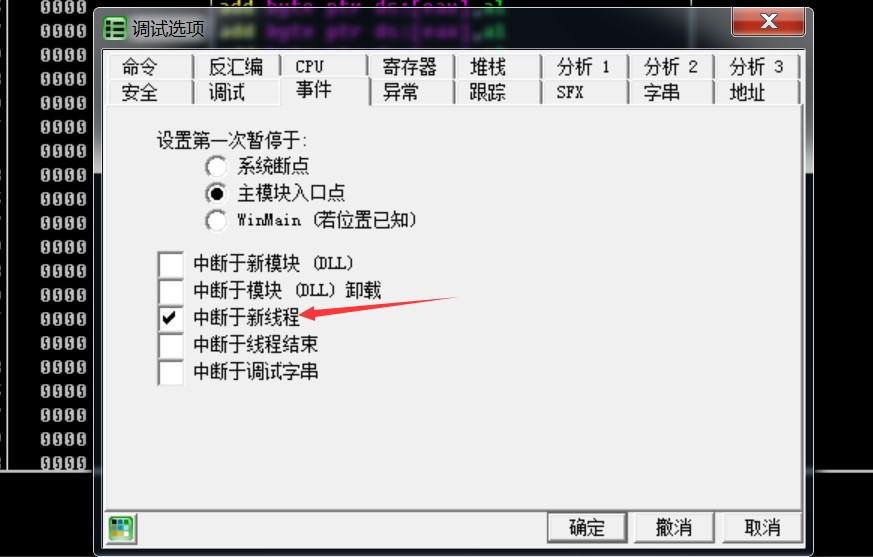 0000
add byte ptr ds:[eax],al
0000
调试选项
X
add byte ptr ds:[eax],al
0000
命令 反汇编 CPU 寄存器 堆栈 分析 1 分析 2 分析 3
0000
安全 调试 事件 异常 跟踪 SFX 字串 地址
0000
0000
设置第一次暂停于:
0000
系统断点
0000
主模块入口点
0000
WinMain (若位置已知)
0000
0000
中断于新模块 (DLL)
0000
中断于模块 (DLL) 卸载
0000
中断于新线程
0000
中断于线程结束
0000
中断于调试字串
0000
0000
0000
0000
0000
确定 撤消 取消